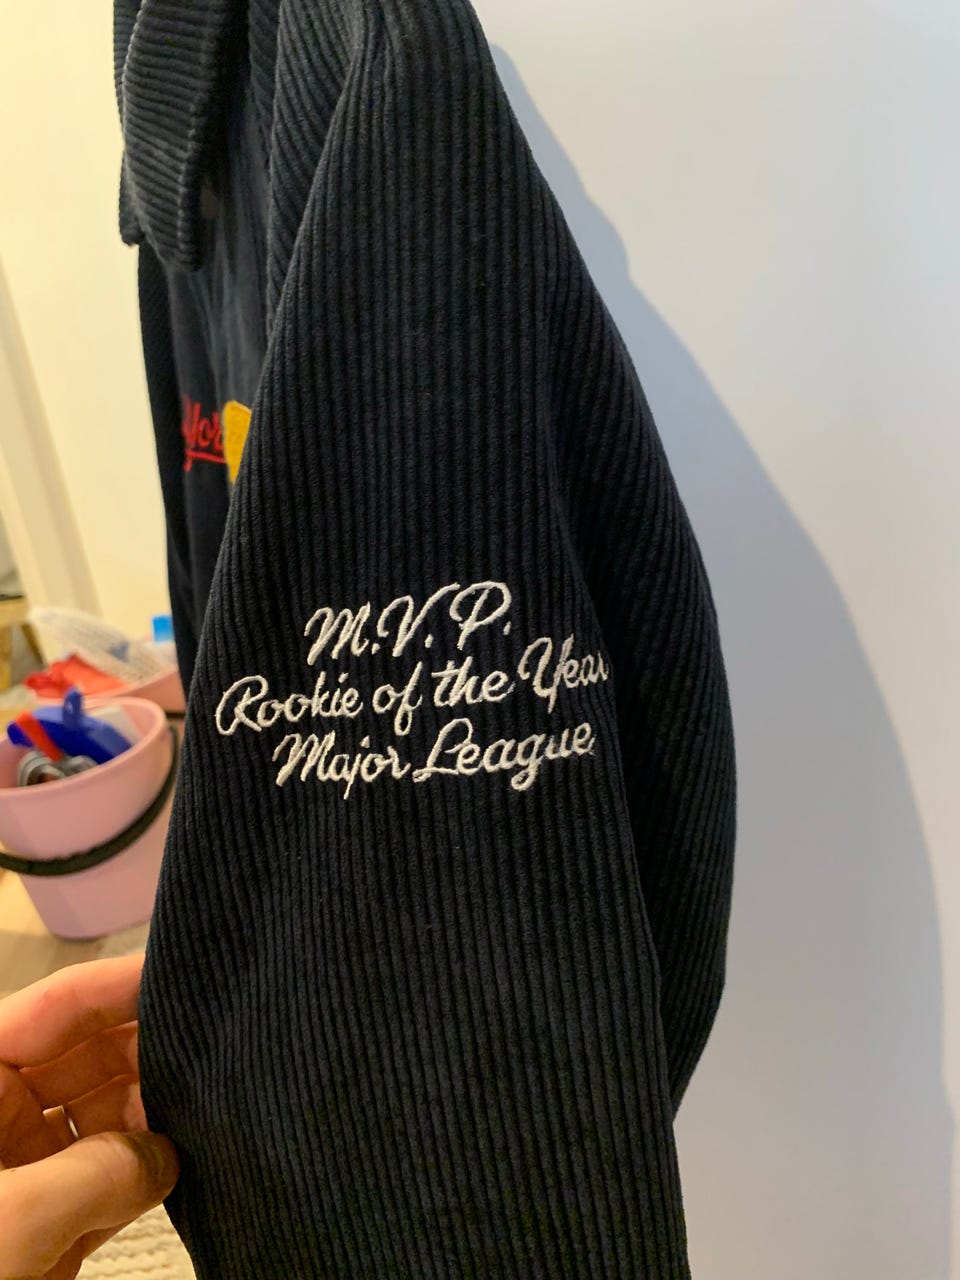 M.V.P.
Rookie of the Year
Major League